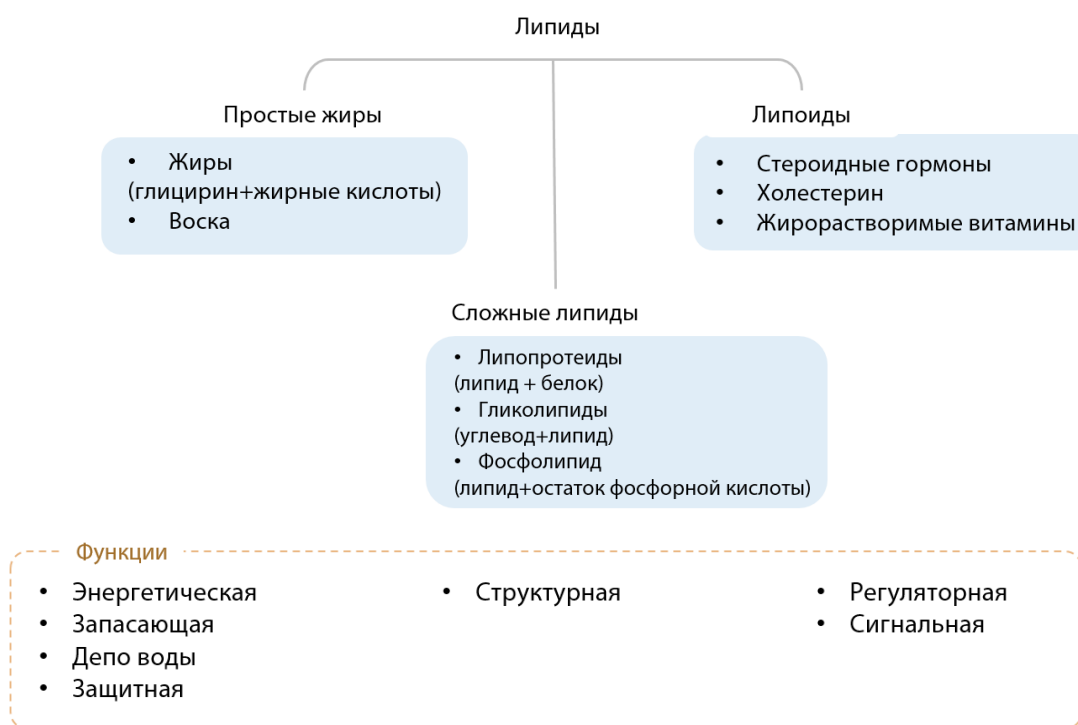 Липиды
Простые жиры
• Жиры
(глицирин+жирные кислоты)
• Воска
Липоиды
• Стероидные гормоны
• Холестерин
• Жирорастворимые витамины
Сложные липиды
• Липопротеиды
(липид + белок)
• Гликолипиды
(углевод+липид)
• Фосфолипид
(липид+остаток фосфорной кислоты)
Функции
• Энергетическая
• Запасающая
• Депо воды
• Защитная
• Структурная
• Регуляторная
• Сигнальная